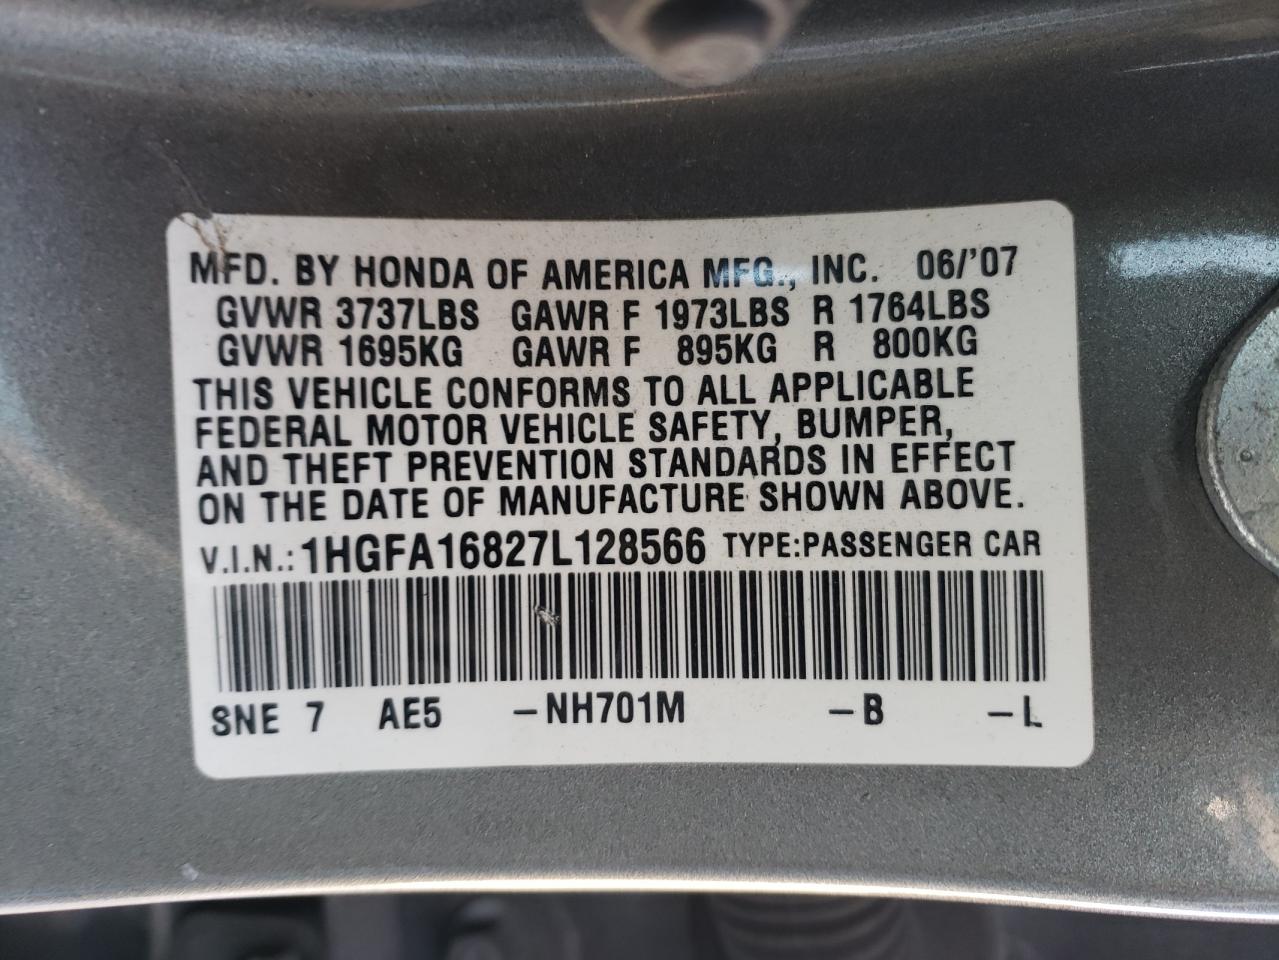 MFD. BY HONDA OF AMERICA MFG., INC. 06/'07
GVWR 3737LBS GAWR F 1973LBS R 1764LBS
GVWR 1695KG GAWR F 895KG R 800KG
THIS VEHICLE CONFORMS TO ALL APPLICABLE
FEDERAL MOTOR VEHICLE SAFETY, BUMPER,
AND THEFT PREVENTION STANDARDS IN EFFECT
ON THE DATE OF MANUFACTURE SHOWN ABOVE.
V.I.N.: 1HGFA16827L128566 TYPE:PASSENGER CAR
SNE 7 AE5 -NH701M -B -L